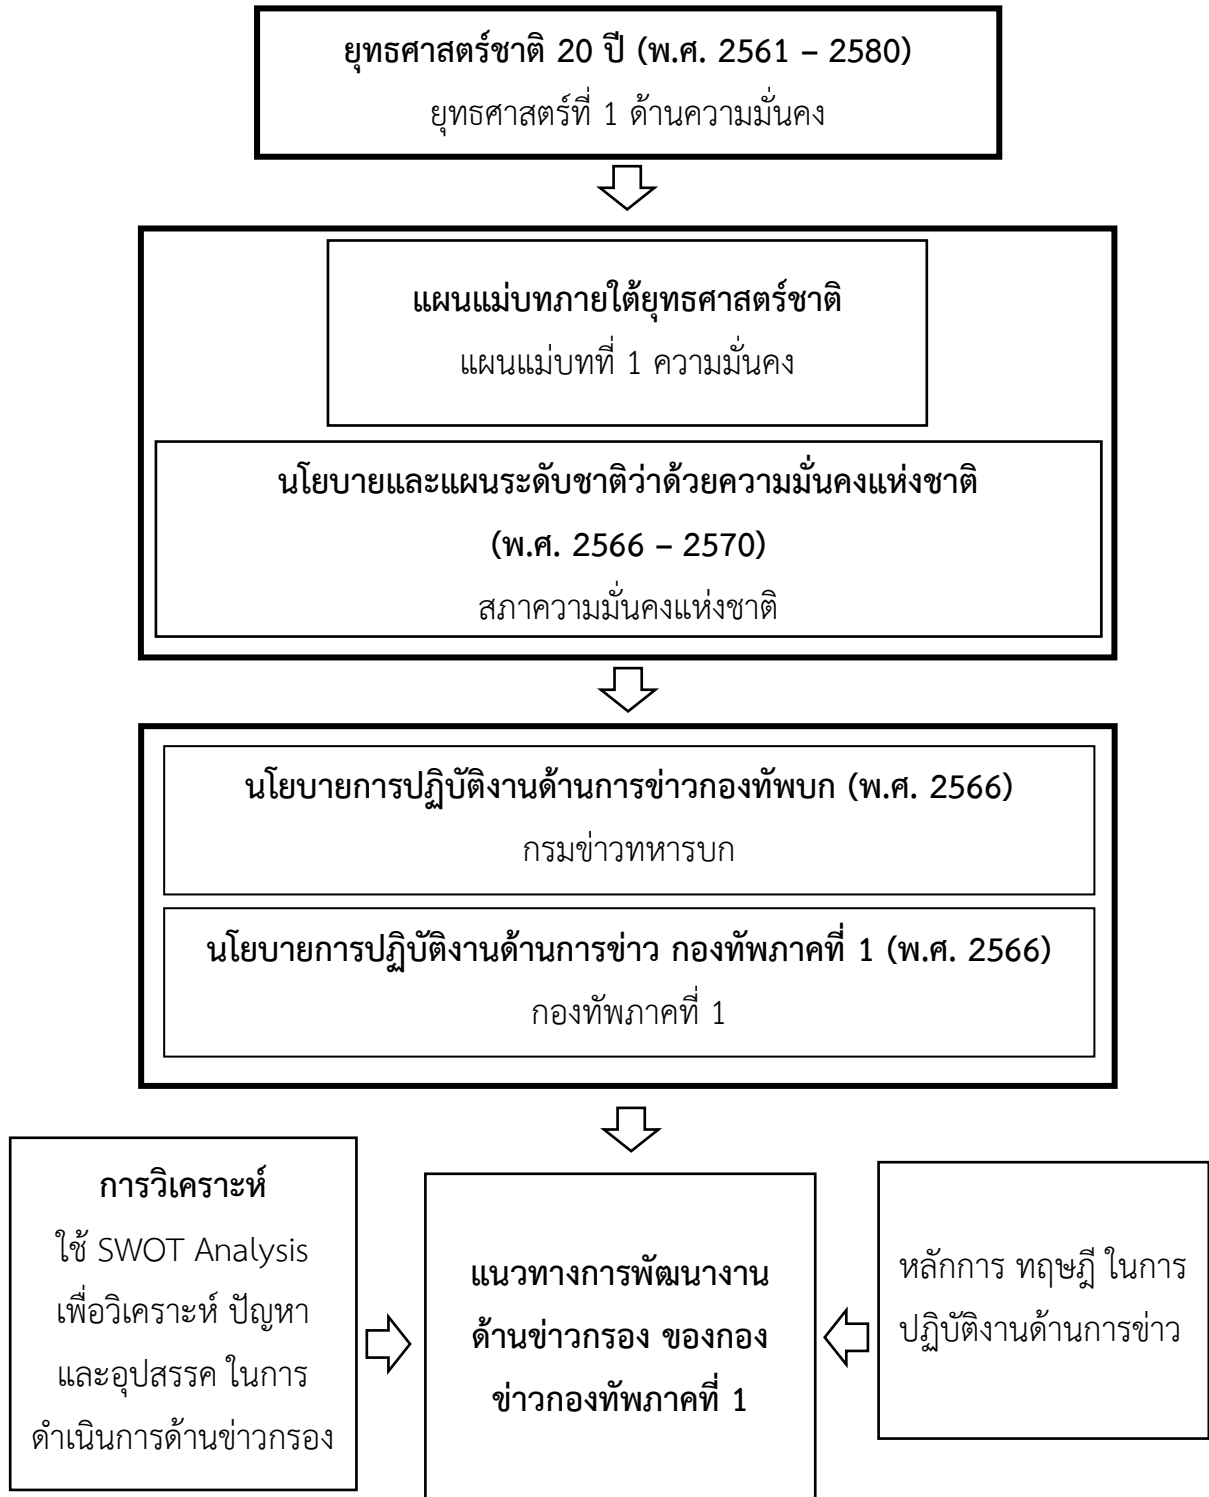 ยุทธศาสตร์ชาติ 20 ปี (พ.ศ. 2561 – 2580)
ยุทธศาสตร์ที่ 1 ด้านความมั่นคง
แผนแม่บทภายใต้ยุทธศาสตร์ชาติ
แผนแม่บทที่ 1 ความมั่นคง
นโยบายและแผนระดับชาติว่าด้วยความมั่นคงแห่งชาติ
(พ.ศ. 2566 – 2570)
สภาความมั่นคงแห่งชาติ
นโยบายการปฏิบัติงานด้านการข่าวกองทัพบก (พ.ศ. 2566)
กรมข่าวทหารบก
นโยบายการปฏิบัติงานด้านการข่าว กองทัพภาคที่ 1 (พ.ศ. 2566)
กองทัพภาคที่ 1
การวิเคราะห์
ใช้ SWOT Analysis
เพื่อวิเคราะห์ ปัญหา
และอุปสรรค ในการ
ดำเนินการด้านข่าวกรอง
แนวทางการพัฒนางาน
ด้านข่าวกรอง ของกอง
ข่าวกองทัพภาคที่ 1
หลักการ ทฤษฎี ในการ
ปฏิบัติงานด้านการข่าว